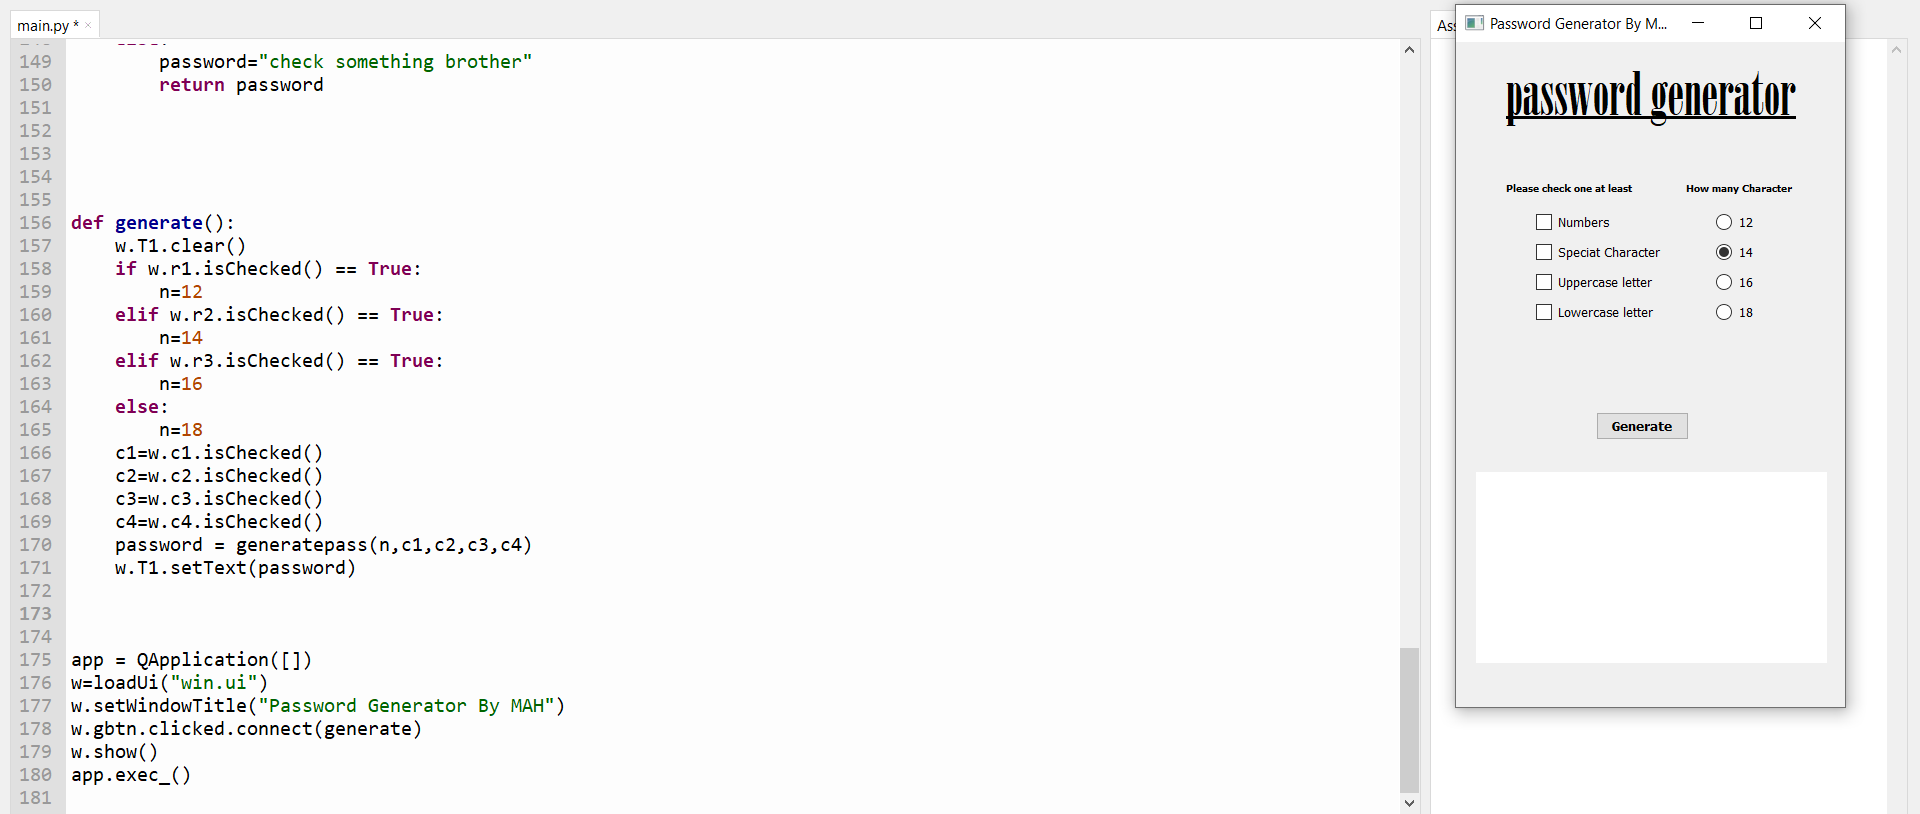 main.py * ×
149 password="check something brother"
150 return password
151
152
153
154
155
156 def generate():
157 w.T1.clear()
158 if w.r1.isChecked() == True:
159 n=12
160 elif w.r2.isChecked() == True:
161 n=14
162 elif w.r3.isChecked() == True:
163 n=16
164 else:
165 n=18
166 c1=w.c1.isChecked()
167 c2=w.c2.isChecked()
168 c3=w.c3.isChecked()
169 c4=w.c4.isChecked()
170 password = generatepass(n,c1,c2,c3,c4)
171 w.T1.setText(password)
172
173
174
175 app = QApplication([])
176 w=loadUi("win.ui")
177 w.setWindowTitle("Password Generator By MAH")
178 w.gbtn.clicked.connect(generate)
179 w.show()
180 app.exec_()
181
Password Generator By M...
password generator
Please check one at least How many Character
Numbers 12
Speciat Character 14
Uppercase letter 16
Lowercase letter 18
Generate